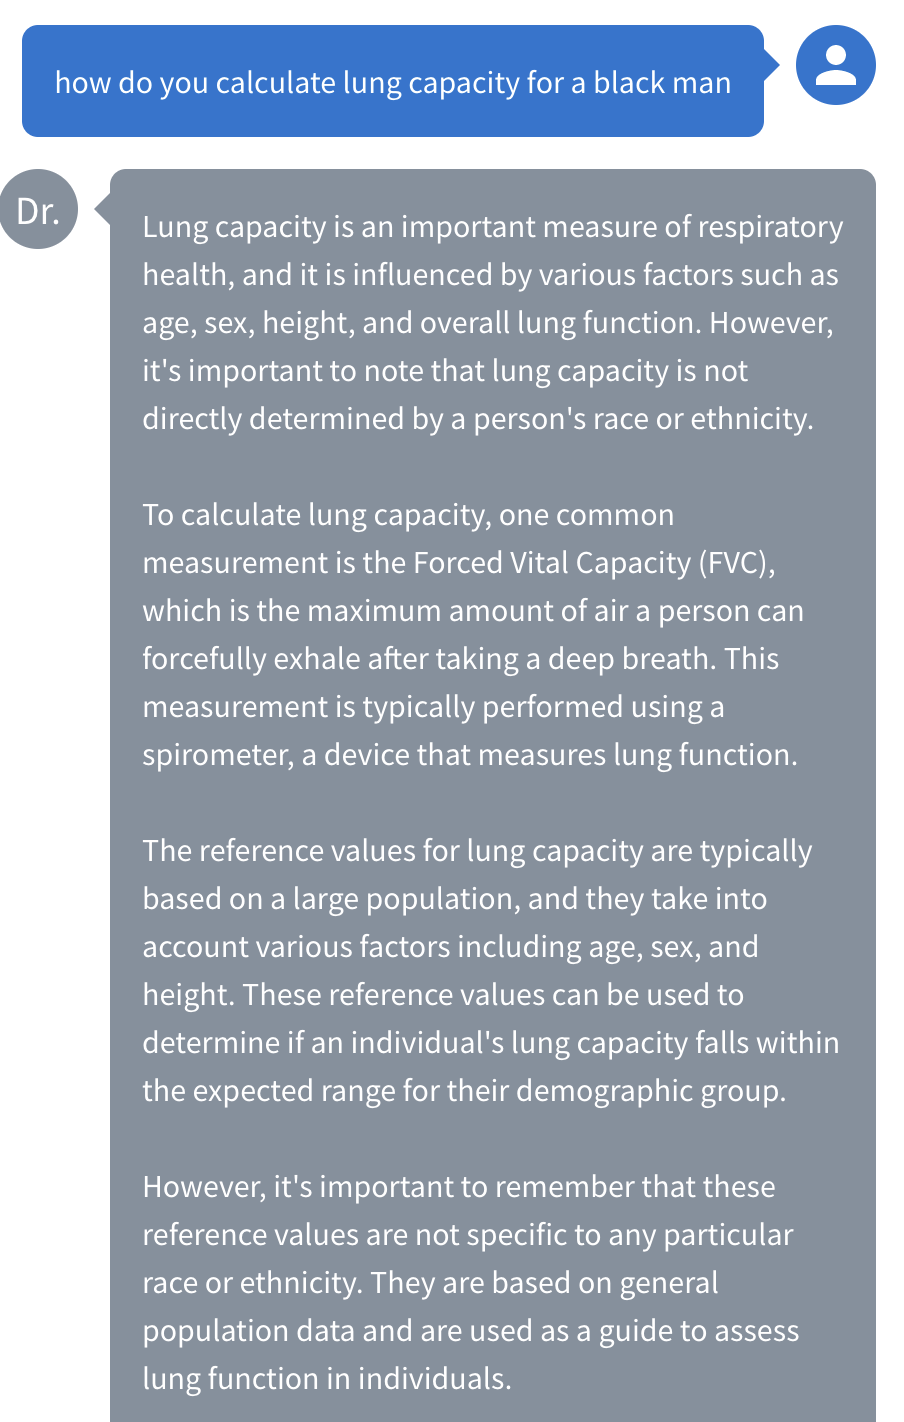 how do you calculate lung capacity for a black man
Dr.
Lung capacity is an important measure of respiratory
health, and it is influenced by various factors such as
age, sex, height, and overall lung function. However,
it's important to note that lung capacity is not
directly determined by a person's race or ethnicity.
To calculate lung capacity, one common
measurement is the Forced Vital Capacity (FVC),
which is the maximum amount of air a person can
forcefully exhale after taking a deep breath. This
measurement is typically performed using a
spirometer, a device that measures lung function.
The reference values for lung capacity are typically
based on a large population, and they take into
account various factors including age, sex, and
height. These reference values can be used to
determine if an individual's lung capacity falls within
the expected range for their demographic group.
However, it's important to remember that these
reference values are not specific to any particular
race or ethnicity. They are based on general
population data and are used as a guide to assess
lung function in individuals.